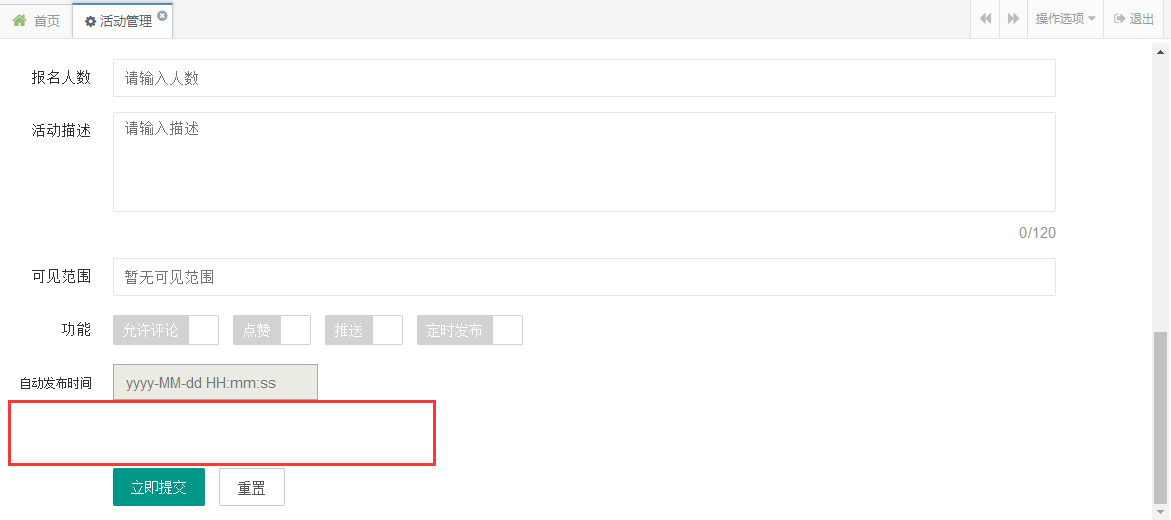 首页 活动管理 操作选项 退出
报名人数 请输入人数
活动描述 请输入描述
0/120
可见范围 暂无可见范围
功能 允许评论 点赞 推送 定时发布
自动发布时间 yyyy-MM-dd HH:mm:ss
立即提交 重置